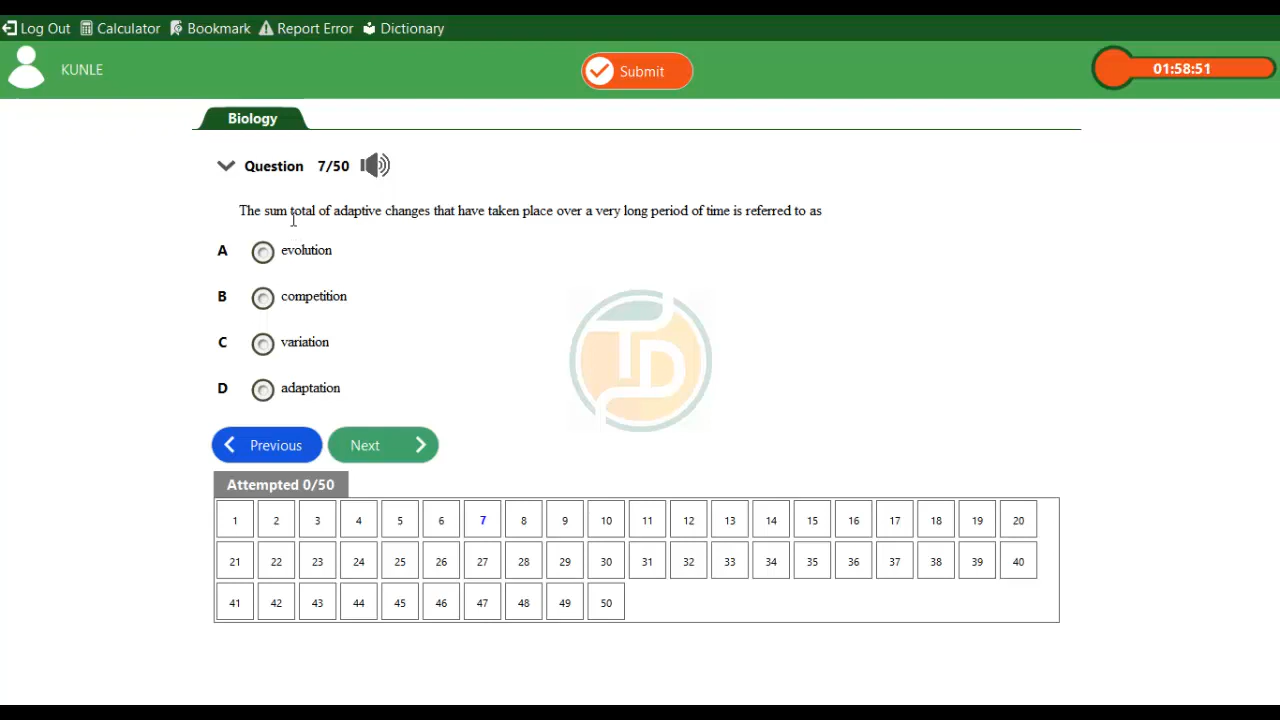 Log Out Calculator Bookmark Report Error Dictionary
KUNLE Submit 01:58:51
Biology
Question 7/50
The sum total of adaptive changes that have taken place over a very long period of time is referred to as
A evolution
B competition
C variation
D adaptation
TD
Previous Next
Attempted 0/50
1 2 3 4 5 6 7 8 9 10 11 12 13 14 15 16 17 18 19 20
21 22 23 24 25 26 27 28 29 30 31 32 33 34 35 36 37 38 39 40
41 42 43 44 45 46 47 48 49 50